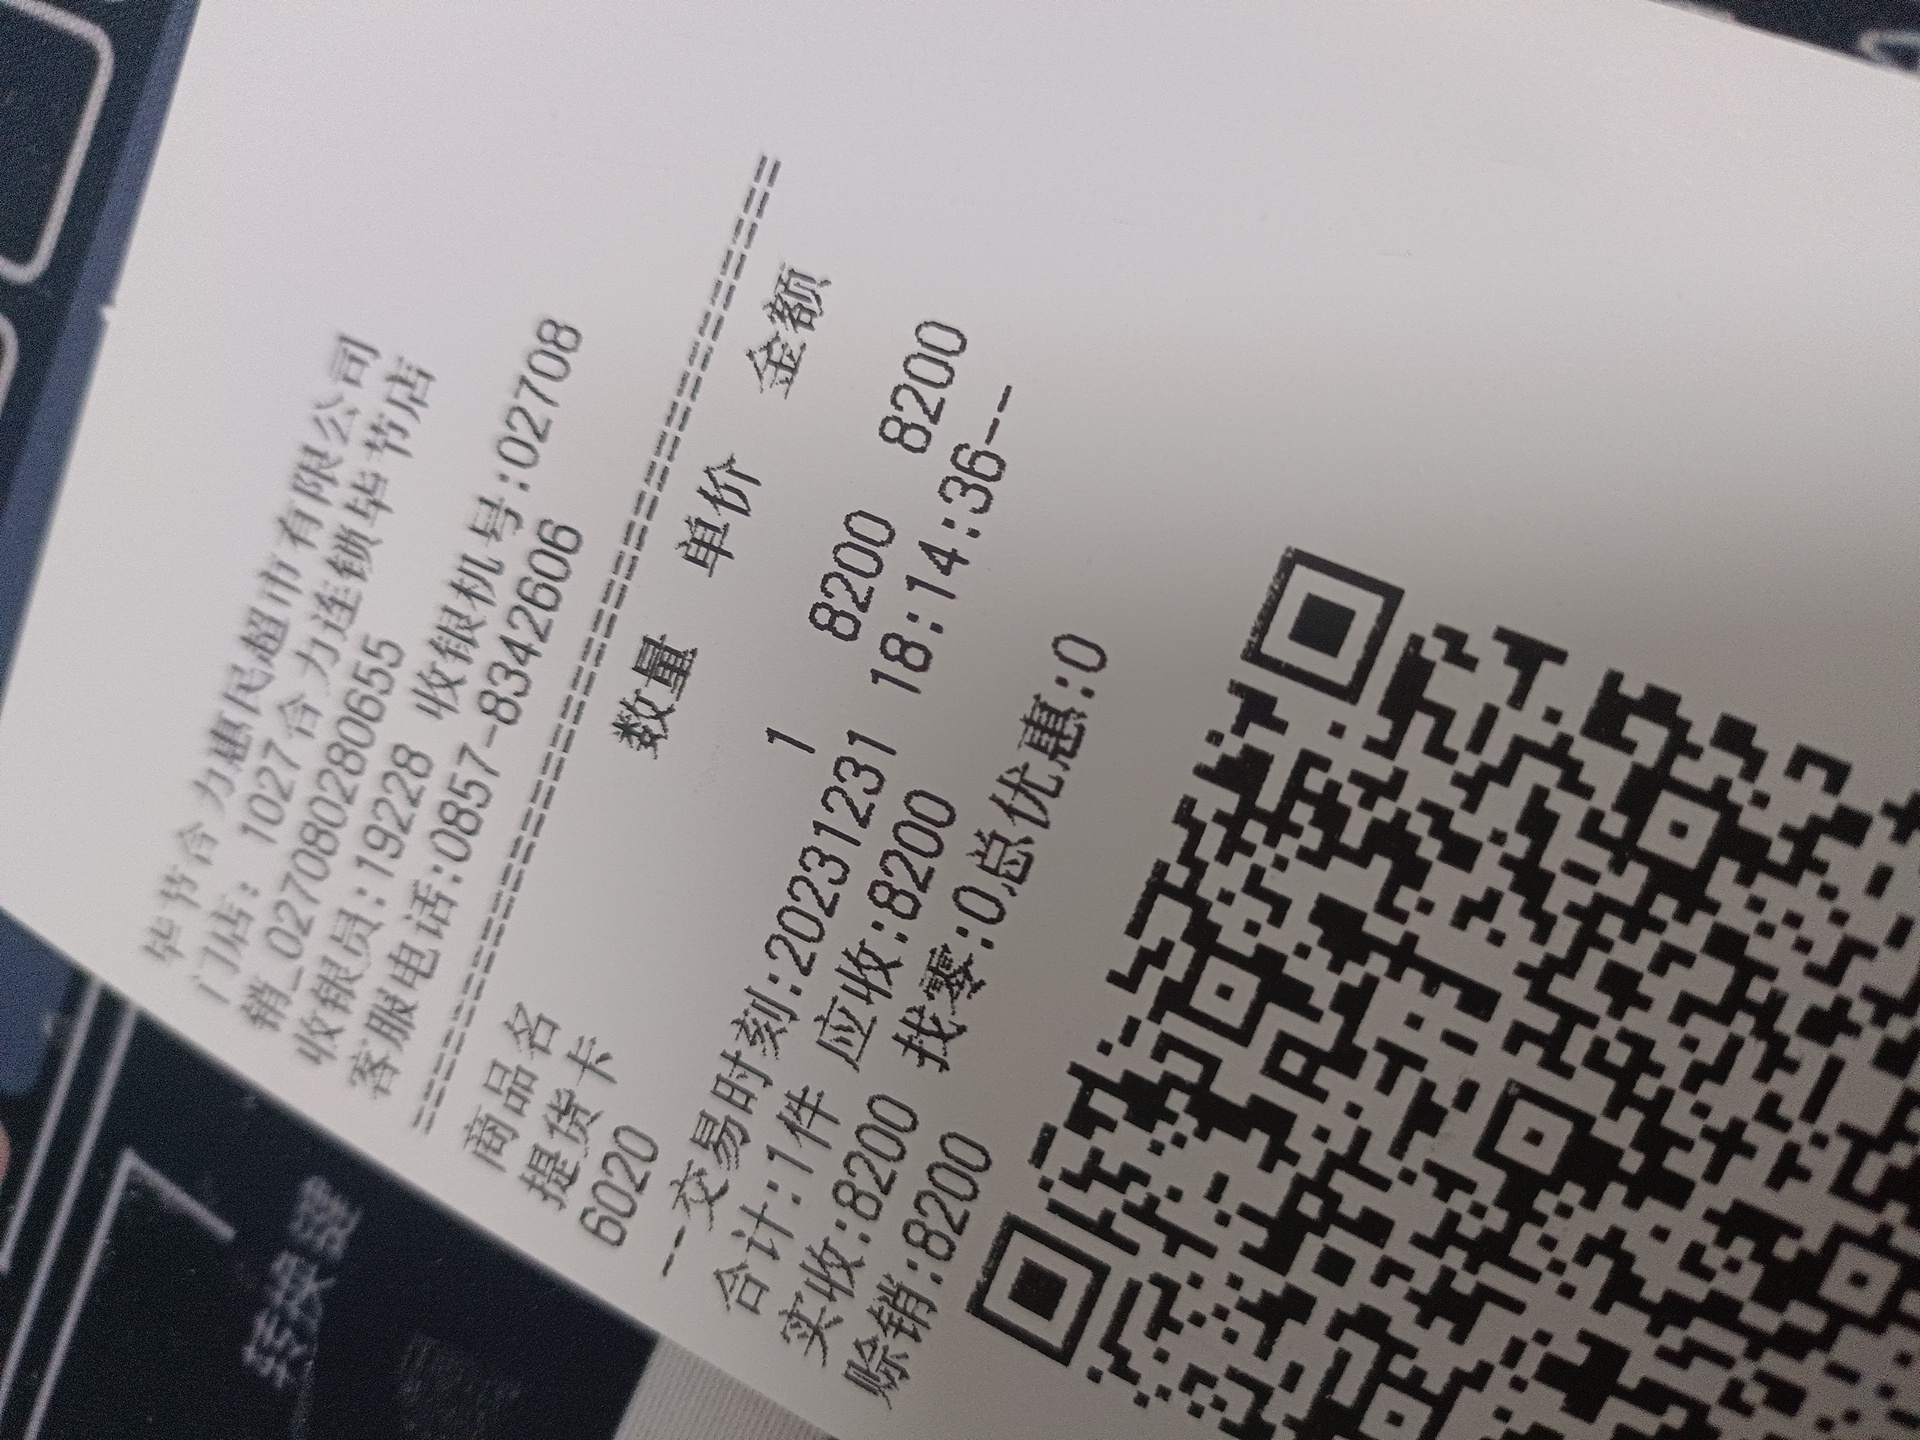 毕节合力惠民超市有限公司
门店: 1027合力连锁毕节店
销_0270802280655
收银员:19228 收银机号:02708
客服电话:0857-8342606
商品名 数量 单价 金额
提货卡
6020 1 8200 8200
--交易时刻:20231231 18:14:36--
合计:1件 应收:8200
实收:8200 找零:0总优惠:0
赊销:8200
转换器